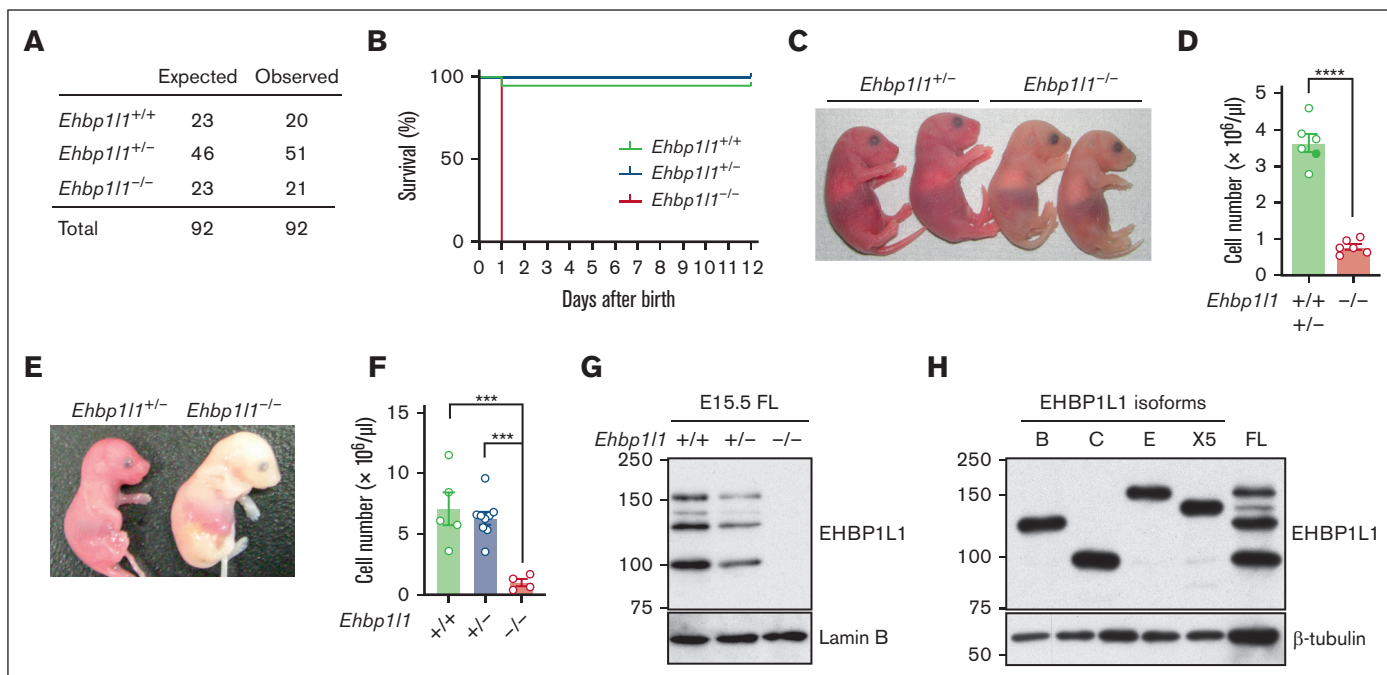 A
Expected Observed
Ehbp1l1+/+ 23 20
Ehbp1l1+/− 46 51
Ehbp1l1−/− 23 21
Total 92 92
B
100
50
0
Survival (%)
Ehbp1l1+/+
Ehbp1l1+/−
Ehbp1l1−/−
0 1 2 3 4 5 6 7 8 9 10 11 12
Days after birth
C
Ehbp1l1+/− Ehbp1l1−/−
D
****
5
4
3
2
1
0
Cell number (× 10⁶/µl)
Ehbp1l1 +/+ −/−
+/−
E
Ehbp1l1+/− Ehbp1l1−/−
F
***
***
15
10
5
0
Cell number (× 10⁶/µl)
Ehbp1l1 +/+ +/− −/−
G
E15.5 FL
Ehbp1l1 +/+ +/− −/−
250
150
100
75
EHBP1L1
Lamin B
H
EHBP1L1 isoforms
B C E X5 FL
250
150
100
75
50
EHBP1L1
β-tubulin